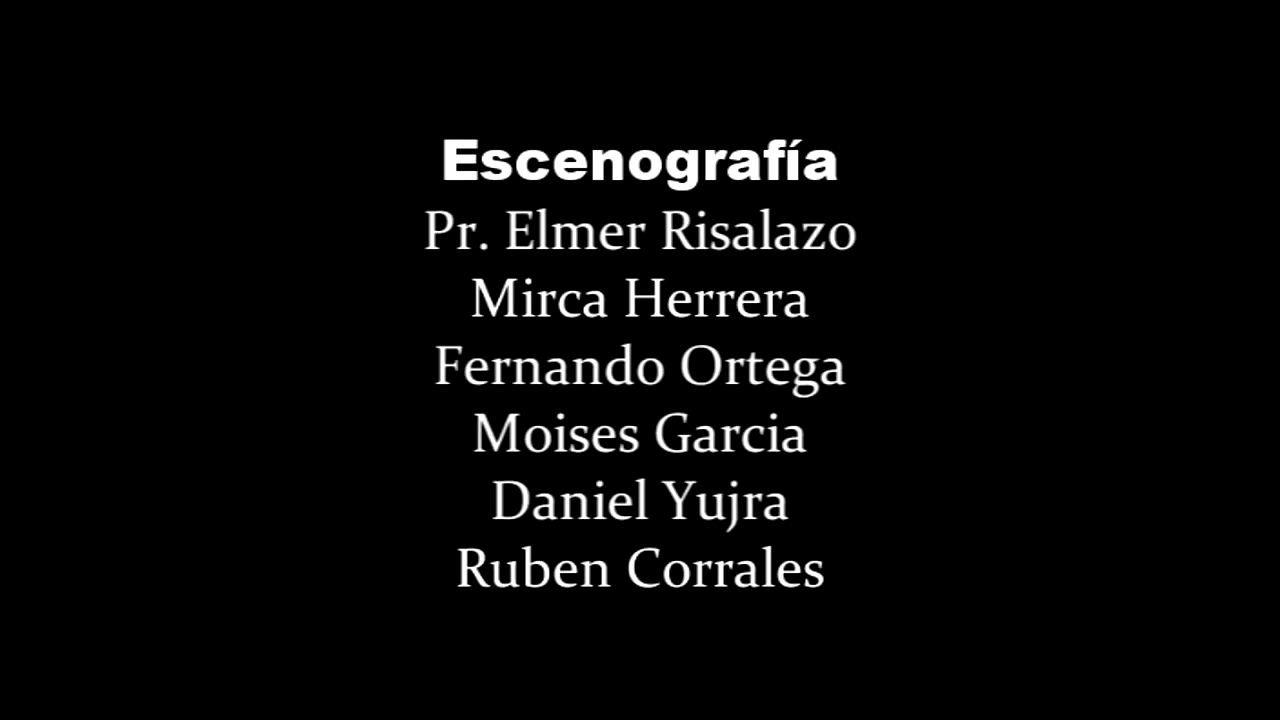 Escenografía
Pr. Elmer Risalazo
Mirca Herrera
Fernando Ortega
Moises Garcia
Daniel Yujra
Ruben Corrales